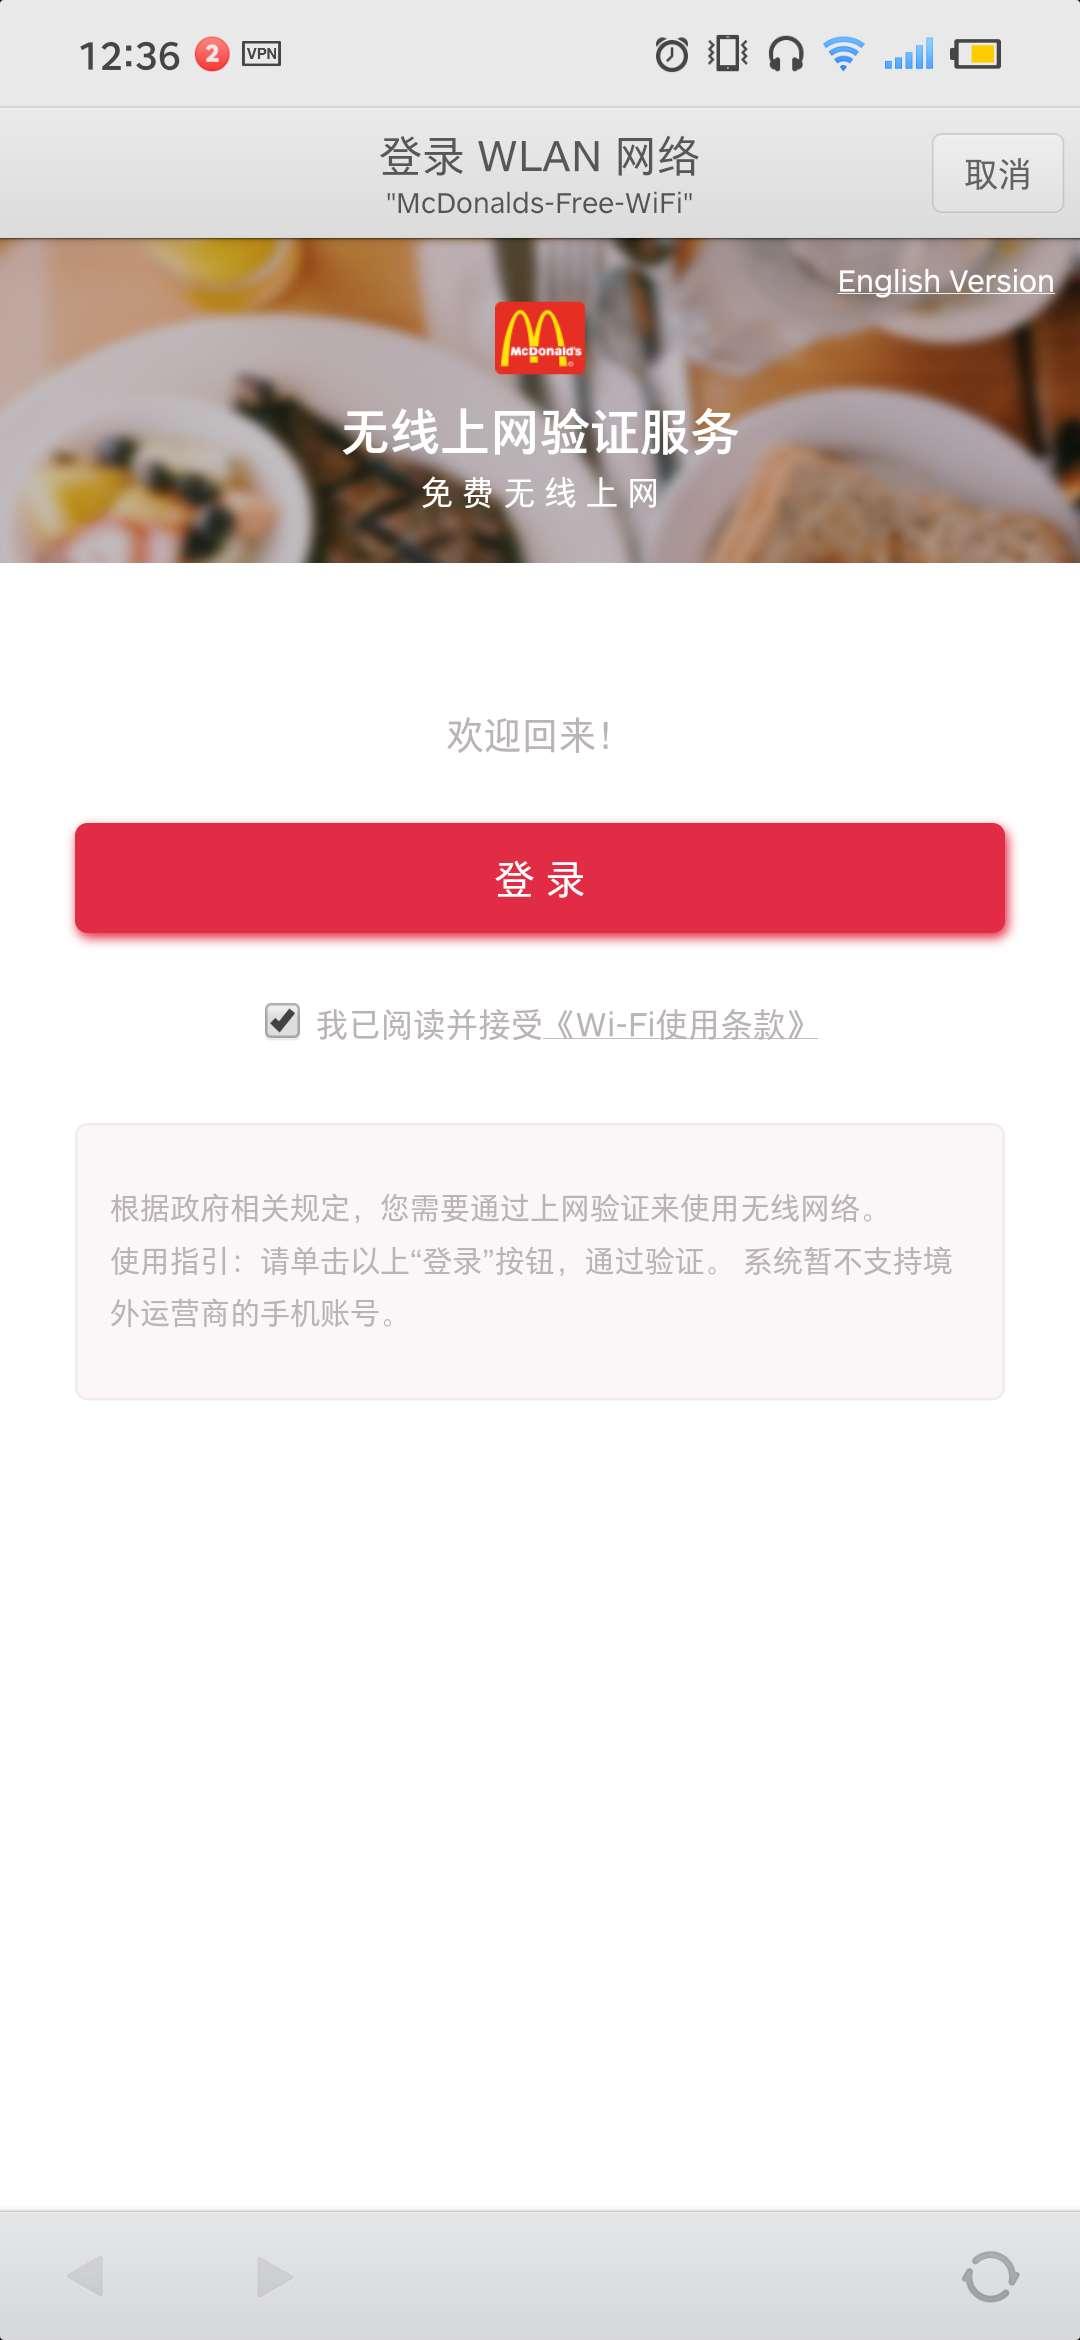 12:36 2 VPN
登录 WLAN 网络
"McDonalds-Free-WiFi"
取消
English Version
McDonald's
无线上网验证服务
免费无线上网
欢迎回来！
登录
我已阅读并接受《Wi-Fi使用条款》
根据政府相关规定，您需要通过上网验证来使用无线网络。
使用指引：请单击以上“登录”按钮，通过验证。 系统暂不支持境
外运营商的手机账号。